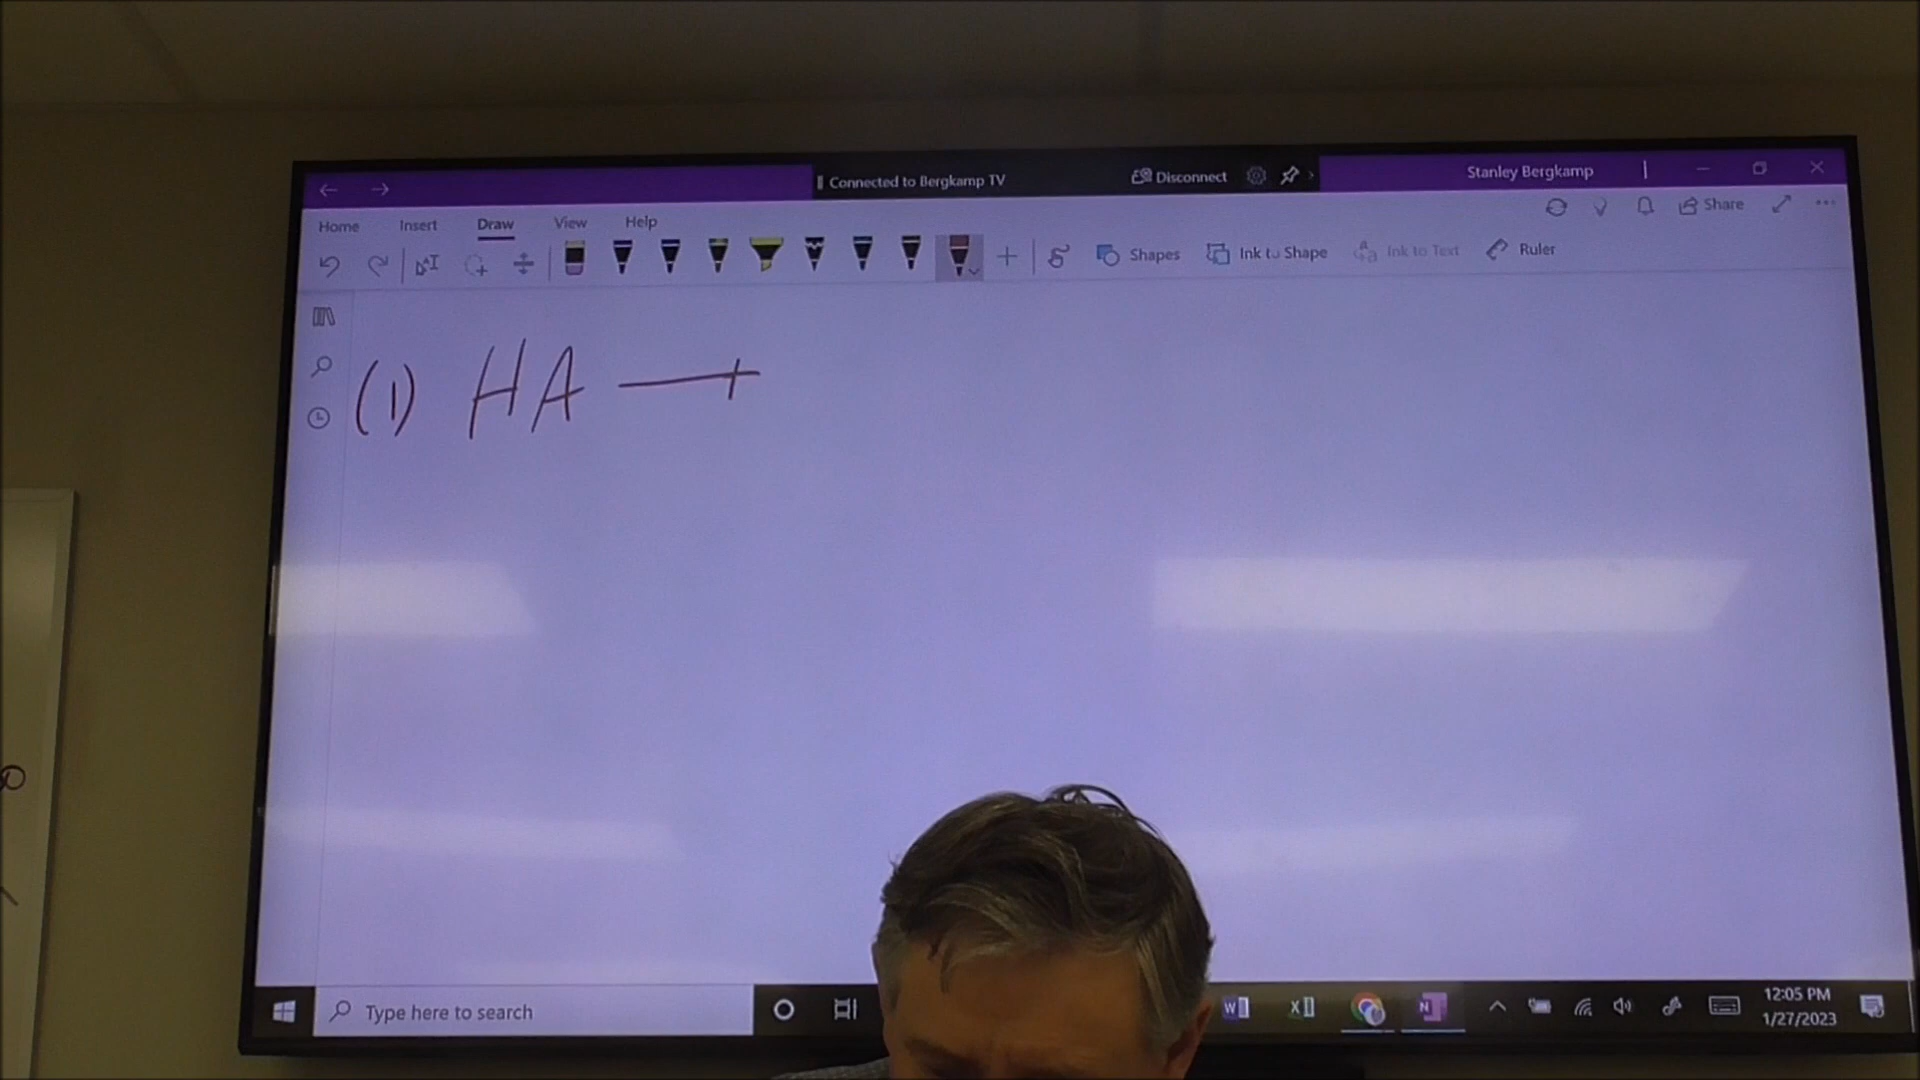 Connected to Bergkamp TV
Disconnect
Stanley Bergkamp
Home Insert Draw View Help
Share
Shapes Ink to Shape Ink to Text Ruler
(1) HA
Type here to search
12:05 PM
1/27/2023